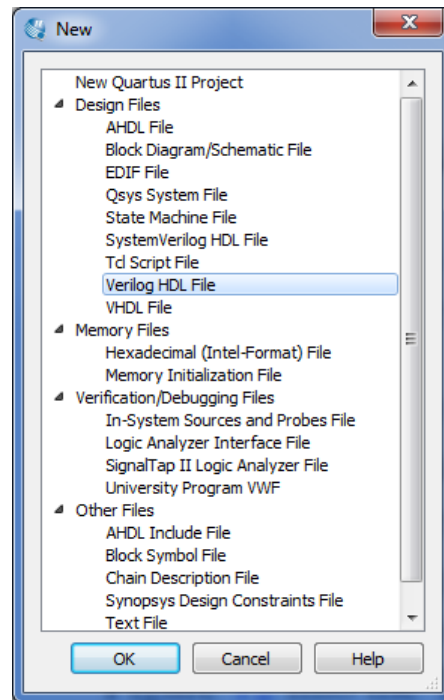 New
New Quartus II Project
Design Files
AHDL File
Block Diagram/Schematic File
EDIF File
Qsys System File
State Machine File
SystemVerilog HDL File
Tcl Script File
Verilog HDL File
VHDL File
Memory Files
Hexadecimal (Intel-Format) File
Memory Initialization File
Verification/Debugging Files
In-System Sources and Probes File
Logic Analyzer Interface File
SignalTap II Logic Analyzer File
University Program VWF
Other Files
AHDL Include File
Block Symbol File
Chain Description File
Synopsys Design Constraints File
Text File
OK Cancel Help